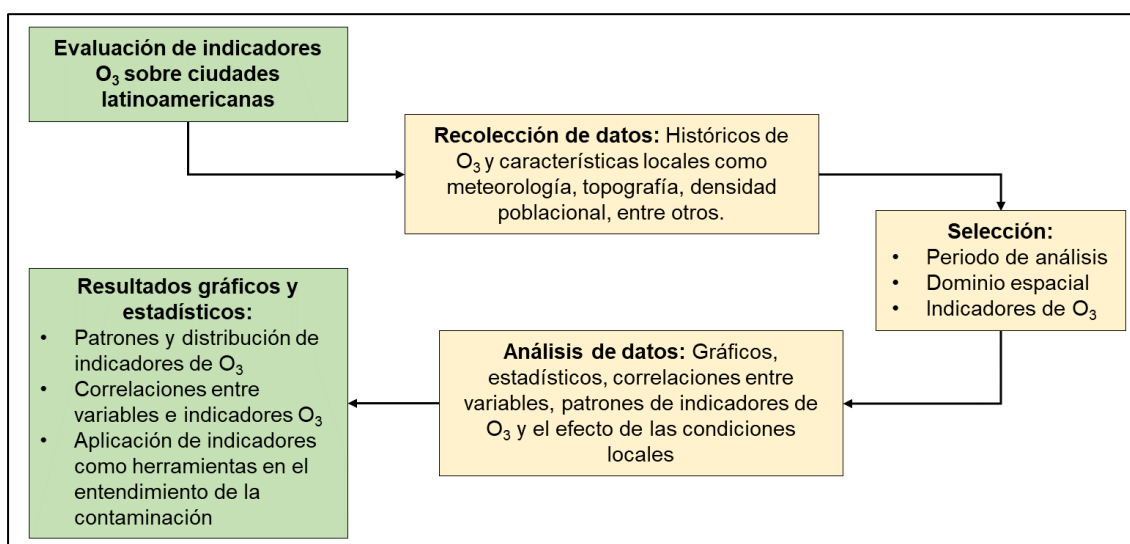 Evaluación de indicadores
O₃ sobre ciudades
latinoamericanas
Recolección de datos: Históricos de
O₃ y características locales como
meteorología, topografía, densidad
poblacional, entre otros.
Selección:
• Periodo de análisis
• Dominio espacial
• Indicadores de O₃
Análisis de datos: Gráficos,
estadísticos, correlaciones entre
variables, patrones de indicadores de
O₃ y el efecto de las condiciones
locales
Resultados gráficos y
estadísticos:
• Patrones y distribución de
indicadores de O₃
• Correlaciones entre
variables e indicadores O₃
• Aplicación de indicadores
como herramientas en el
entendimiento de la
contaminación